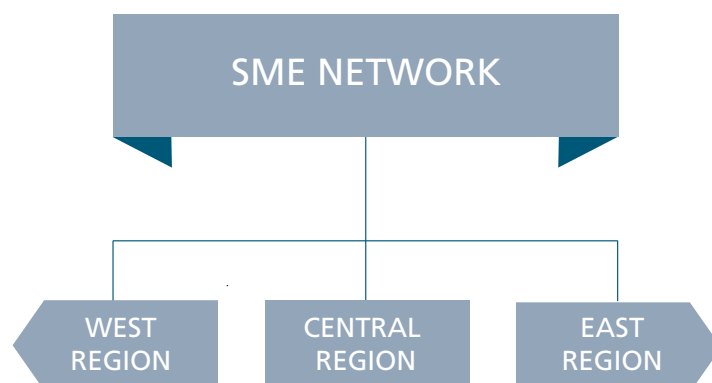 SME NETWORK
WEST
REGION
CENTRAL
REGION
EAST
REGION